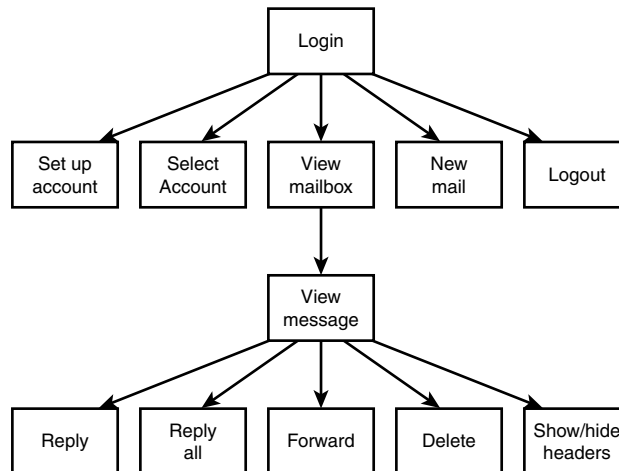 Login
Set up
account
Select
Account
View
mailbox
New
mail
Logout
View
message
Reply
Reply
all
Forward
Delete
Show/hide
headers